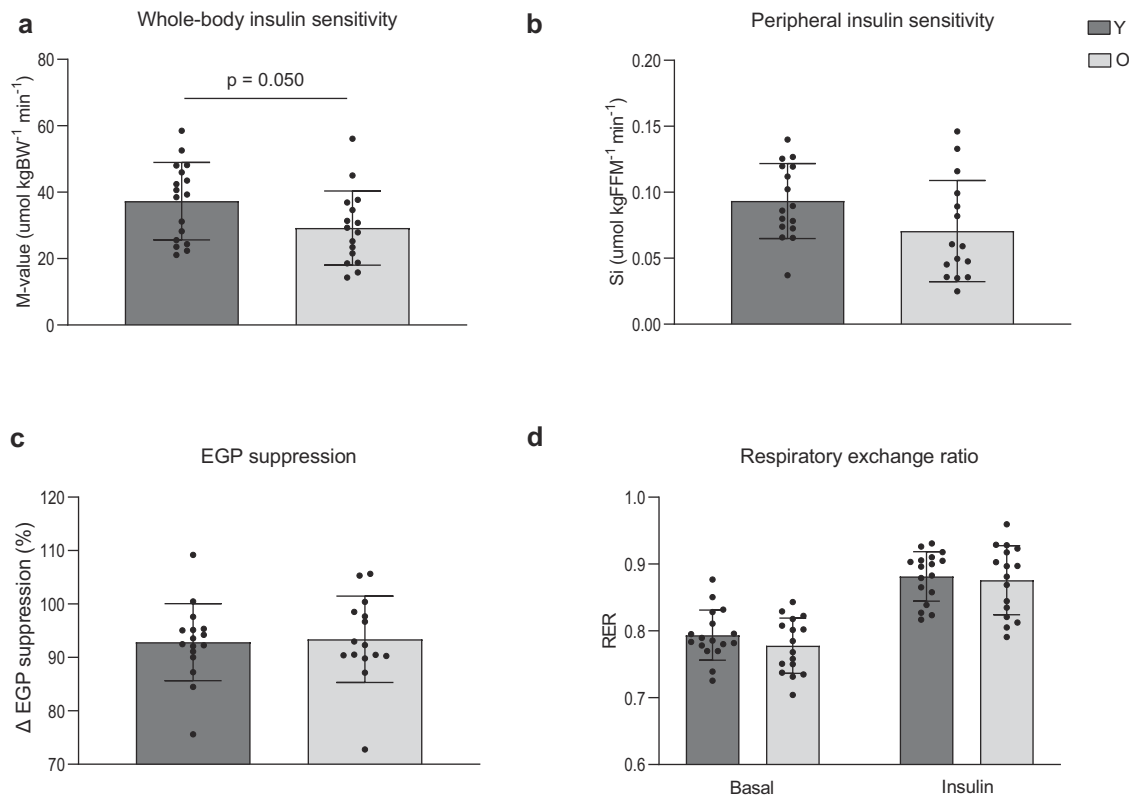 a
Whole-body insulin sensitivity
M-value (umol kgBW⁻¹ min⁻¹)
80
60
40
20
0
p = 0.050
b
Peripheral insulin sensitivity
Y
O
Si (umol kgFFM⁻¹ min⁻¹)
0.20
0.15
0.10
0.05
0.00
c
EGP suppression
Δ EGP suppression (%)
120
110
100
90
80
70
d
Respiratory exchange ratio
RER
1.0
0.9
0.8
0.7
0.6
Basal
Insulin